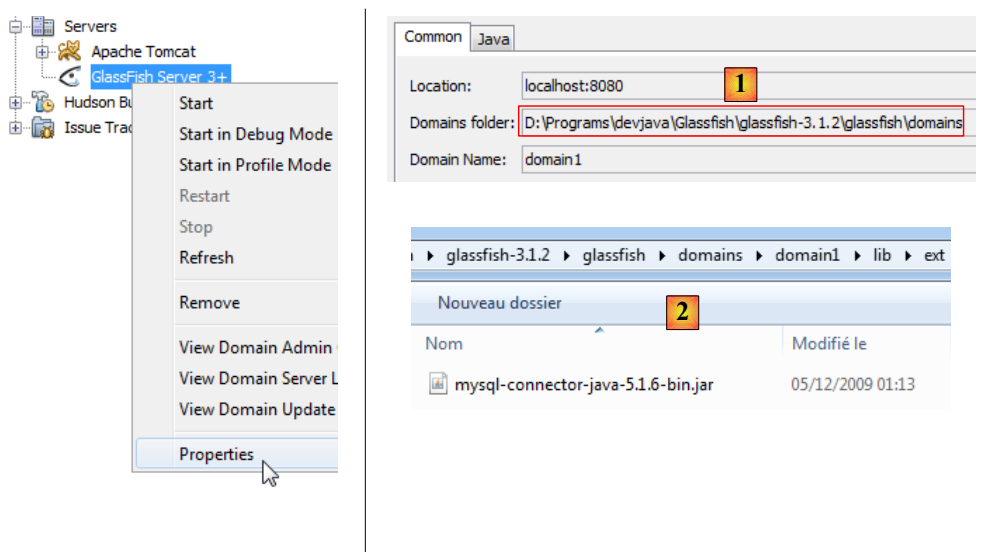 Servers
Apache Tomcat
GlassFish Server 3+
Hudson Bu
Issue Trac
Start
Start in Debug Mode
Start in Profile Mode
Restart
Stop
Refresh
Remove
View Domain Admin
View Domain Server L
View Domain Update
Properties
Common Java
Location: localhost:8080
1
Domains folder: D:\Programs\devjava\Glassfish\glassfish-3.1.2\glassfish\domains
Domain Name: domain1
glassfish-3.1.2 glassfish domains domain1 lib ext
Nouveau dossier
2
Nom Modifié le
mysql-connector-java-5.1.6-bin.jar 05/12/2009 01:13